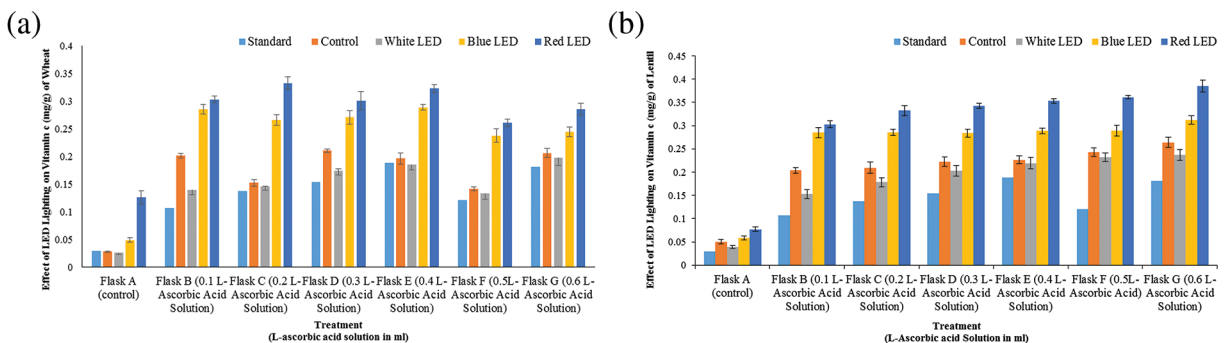 (a)
Effect of LED Lighting on Vitamin c (mg/g) of Wheat
Standard Control White LED Blue LED Red LED
0.4
0.35
0.3
0.25
0.2
0.15
0.1
0.05
0
Flask A
(control)
Flask B (0.1 L-
Ascorbic Acid
Solution)
Flask C (0.2 L-
Ascorbic Acid
Solution)
Flask D (0.3 L-
Ascorbic Acid
Solution)
Flask E (0.4 L-
Ascorbic Acid
Solution)
Flask F (0.5L-
Ascorbic Acid
Solution)
Flask G (0.6 L-
Ascorbic Acid
Solution)
Treatment
(L-ascorbic acid solution in ml)
(b)
Effect of LED Lighting on Vitamin c (mg/g) of Lentil
Standard Control White LED Blue LED Red LED
0.45
0.4
0.35
0.3
0.25
0.2
0.15
0.1
0.05
0
Flask A
(control)
Flask B (0.1 L-
Ascorbic Acid
Solution)
Flask C (0.2 L-
Ascorbic Acid
Solution)
Flask D (0.3 L-
Ascorbic Acid
Solution)
Flask E (0.4 L-
Ascorbic Acid
Solution)
Flask F (0.5L-
Ascorbic Acid)
Flask G (0.6 L-
Ascorbic Acid
Solution)
Treatment
(L-Ascorbic Acid Solution in ml)